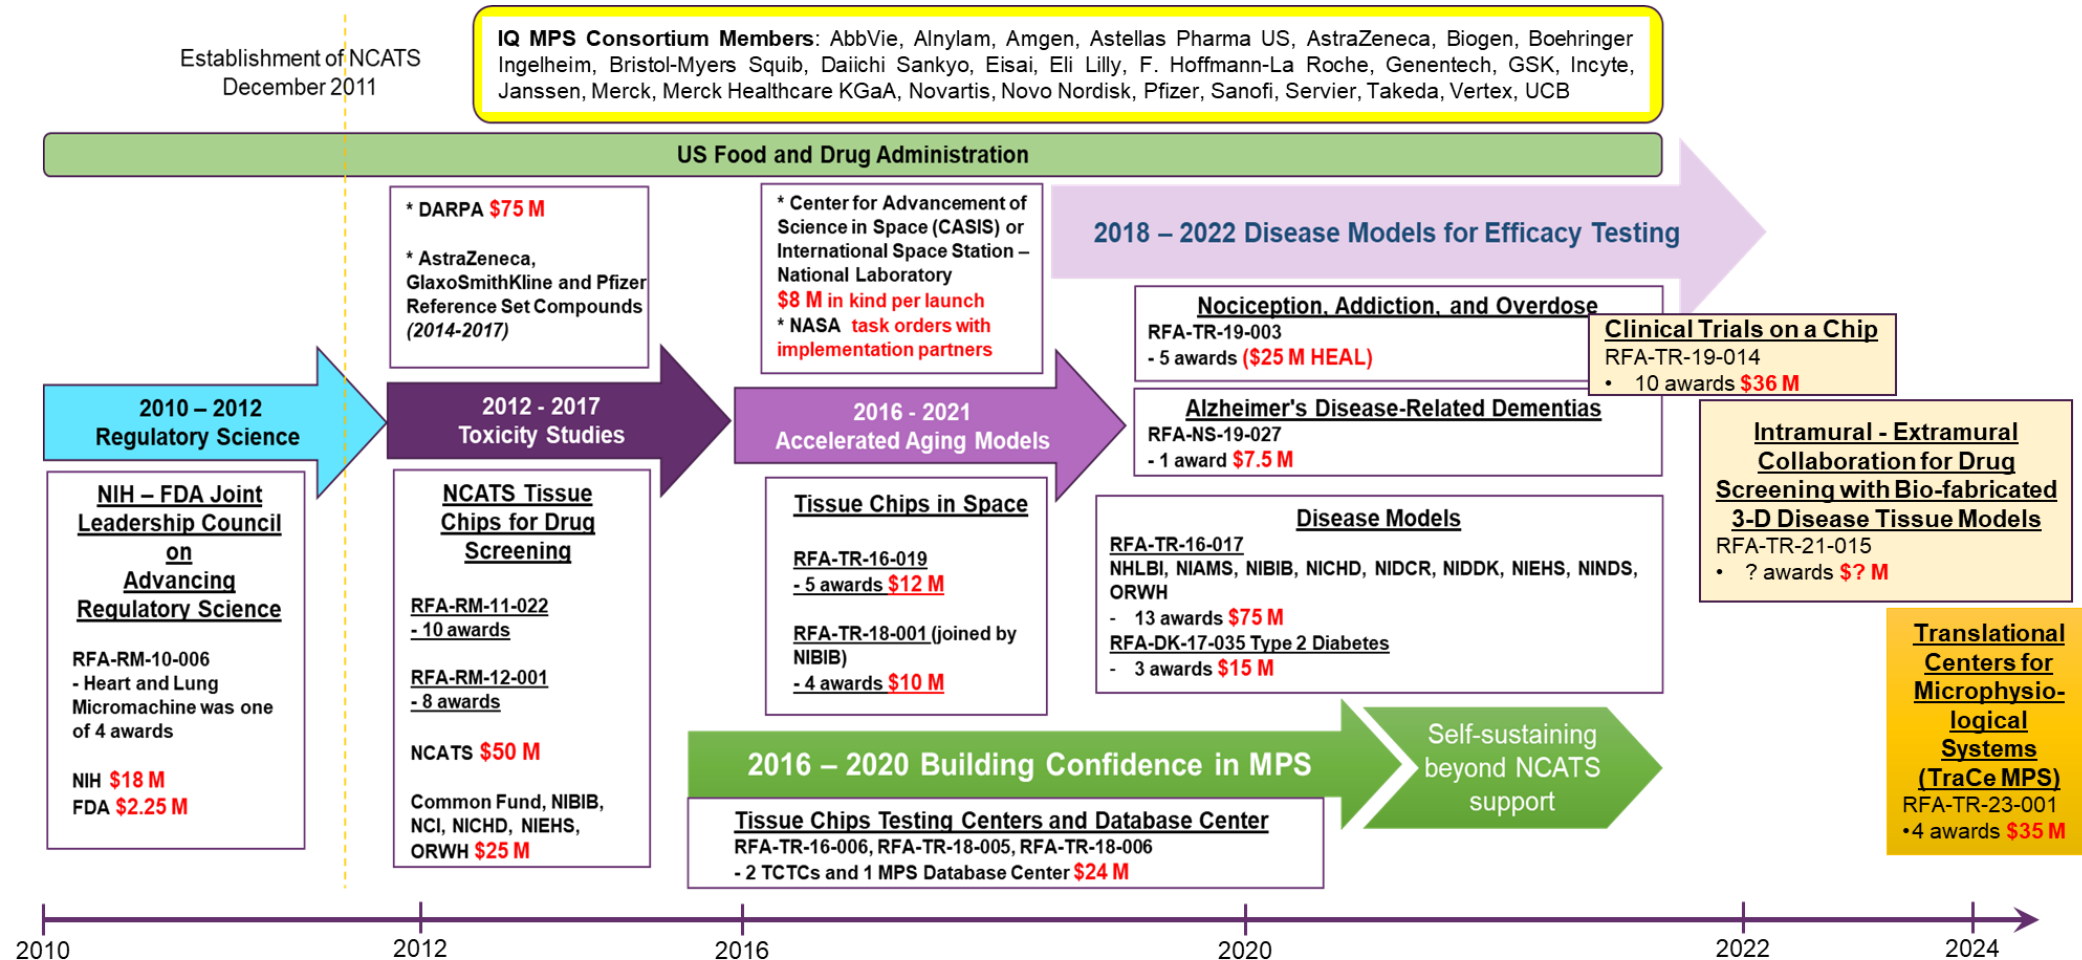 Establishment of NCATS
December 2011
IQ MPS Consortium Members: AbbVie, Alnylam, Amgen, Astellas Pharma US, AstraZeneca, Biogen, Boehringer
Ingelheim, Bristol-Myers Squib, Daiichi Sankyo, Eisai, Eli Lilly, F. Hoffmann-La Roche, Genentech, GSK, Incyte,
Janssen, Merck, Merck Healthcare KGaA, Novartis, Novo Nordisk, Pfizer, Sanofi, Servier, Takeda, Vertex, UCB
US Food and Drug Administration
* DARPA $75 M
* AstraZeneca,
GlaxoSmithKline and Pfizer
Reference Set Compounds
(2014-2017)
* Center for Advancement of
Science in Space (CASIS) or
International Space Station –
National Laboratory
$8 M in kind per launch
* NASA task orders with
implementation partners
2018 – 2022 Disease Models for Efficacy Testing
Nociception, Addiction, and Overdose
RFA-TR-19-003
- 5 awards ($25 M HEAL)
Clinical Trials on a Chip
RFA-TR-19-014
• 10 awards $36 M
2010 – 2012
Regulatory Science
2012 - 2017
Toxicity Studies
2016 - 2021
Accelerated Aging Models
Alzheimer's Disease-Related Dementias
RFA-NS-19-027
- 1 award $7.5 M
Intramural - Extramural
Collaboration for Drug
Screening with Bio-fabricated
3-D Disease Tissue Models
RFA-TR-21-015
• ? awards $? M
NIH – FDA Joint
Leadership Council
on
Advancing
Regulatory Science
RFA-RM-10-006
- Heart and Lung
Micromachine was one
of 4 awards
NIH $18 M
FDA $2.25 M
NCATS Tissue
Chips for Drug
Screening
RFA-RM-11-022
- 10 awards
RFA-RM-12-001
- 8 awards
NCATS $50 M
Common Fund, NIBIB,
NCI, NICHD, NIEHS,
ORWH $25 M
Tissue Chips in Space
RFA-TR-16-019
- 5 awards $12 M
RFA-TR-18-001 (joined by
NIBIB)
- 4 awards $10 M
Disease Models
RFA-TR-16-017
NHLBI, NIAMS, NIBIB, NICHD, NIDCR, NIDDK, NIEHS, NINDS,
ORWH
- 13 awards $75 M
RFA-DK-17-035 Type 2 Diabetes
- 3 awards $15 M
Translational
Centers for
Microphysio-
logical
Systems
(TraCe MPS)
RFA-TR-23-001
•4 awards $35 M
2016 – 2020 Building Confidence in MPS
Self-sustaining
beyond NCATS
support
Tissue Chips Testing Centers and Database Center
RFA-TR-16-006, RFA-TR-18-005, RFA-TR-18-006
- 2 TCTCs and 1 MPS Database Center $24 M
2010
2012
2016
2020
2022
2024